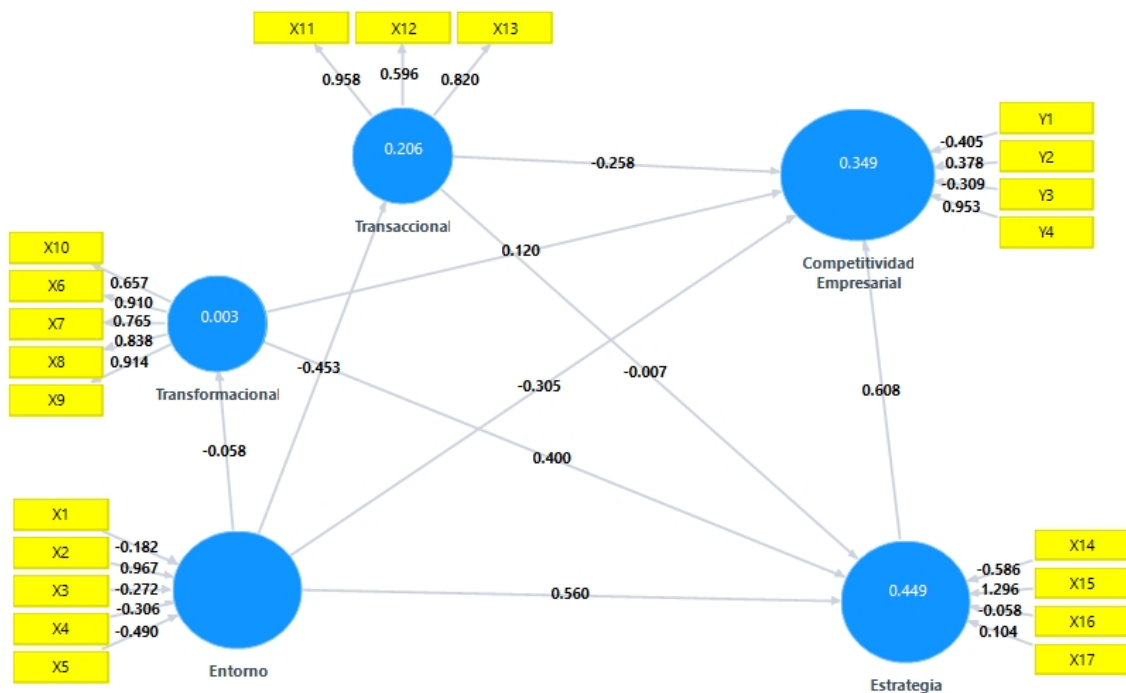 X11 X12 X13
0.958 0.596 0.820
0.206
Transaccional
-0.258
0.349
Competitividad
Empresarial
Y1
-0.405
Y2
0.378
Y3
-0.309
Y4
0.953
X10
0.657
X6
0.910
X7
0.765
X8
0.838
X9
0.914
0.003
Transformacional
0.120
-0.453
-0.305
-0.007
0.608
-0.058
0.400
X1
-0.182
X2
0.967
X3
-0.272
X4
-0.306
X5
-0.490
Entorno
0.560
0.449
Estrategia
X14
-0.586
X15
1.296
X16
-0.058
X17
0.104